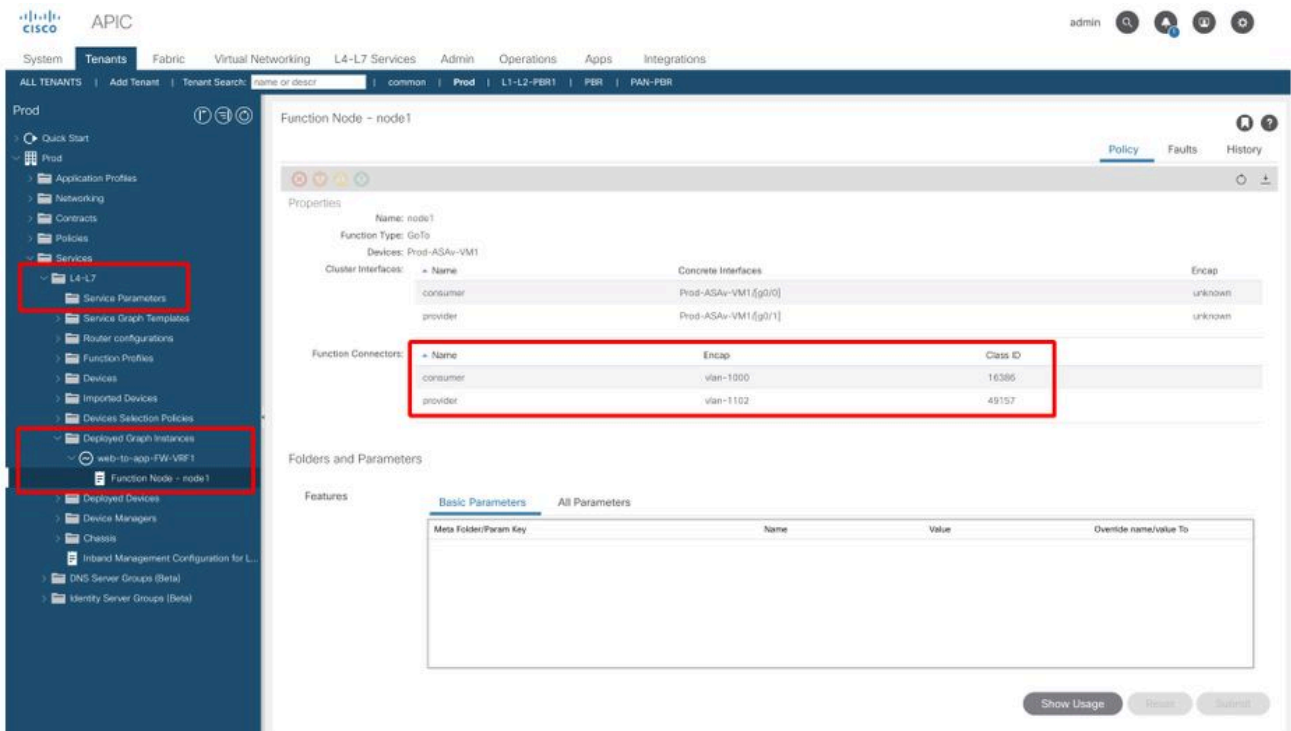 CISCO APIC admin
System Tenants Fabric Virtual Networking L4-L7 Services Admin Operations Apps Integrations
ALL TENANTS | Add Tenant | Tenant Search: name or descr | common | Prod | L1-L2-PBR1 | PBR | PAN-PBR
Prod
Quick Start
Prod
Application Profiles
Networking
Contracts
Policies
Services
L4-L7
Service Parameters
Service Graph Templates
Router configurations
Function Profiles
Devices
Imported Devices
Devices Selection Policies
Deployed Graph Instances
web-to-app-FW-VRF1
Function Node - node1
Deployed Devices
Device Managers
Chassis
Inband Management Configuration for L...
DNS Server Groups (Beta)
Identity Server Groups (Beta)
Function Node - node1
Policy Faults History
Properties
Name: node1
Function Type: GoTo
Devices: Prod-ASAv-VM1
Cluster Interfaces: Name Concrete Interfaces Encap
consumer Prod-ASAv-VM1/[g0/0] unknown
provider Prod-ASAv-VM1/[g0/1] unknown
Function Connectors: Name Encap Class ID
consumer vlan-1000 16386
provider vlan-1102 49157
Folders and Parameters
Features Basic Parameters All Parameters
Meta Folder/Param Key Name Value Override name/value To
Show Usage Reset Submit